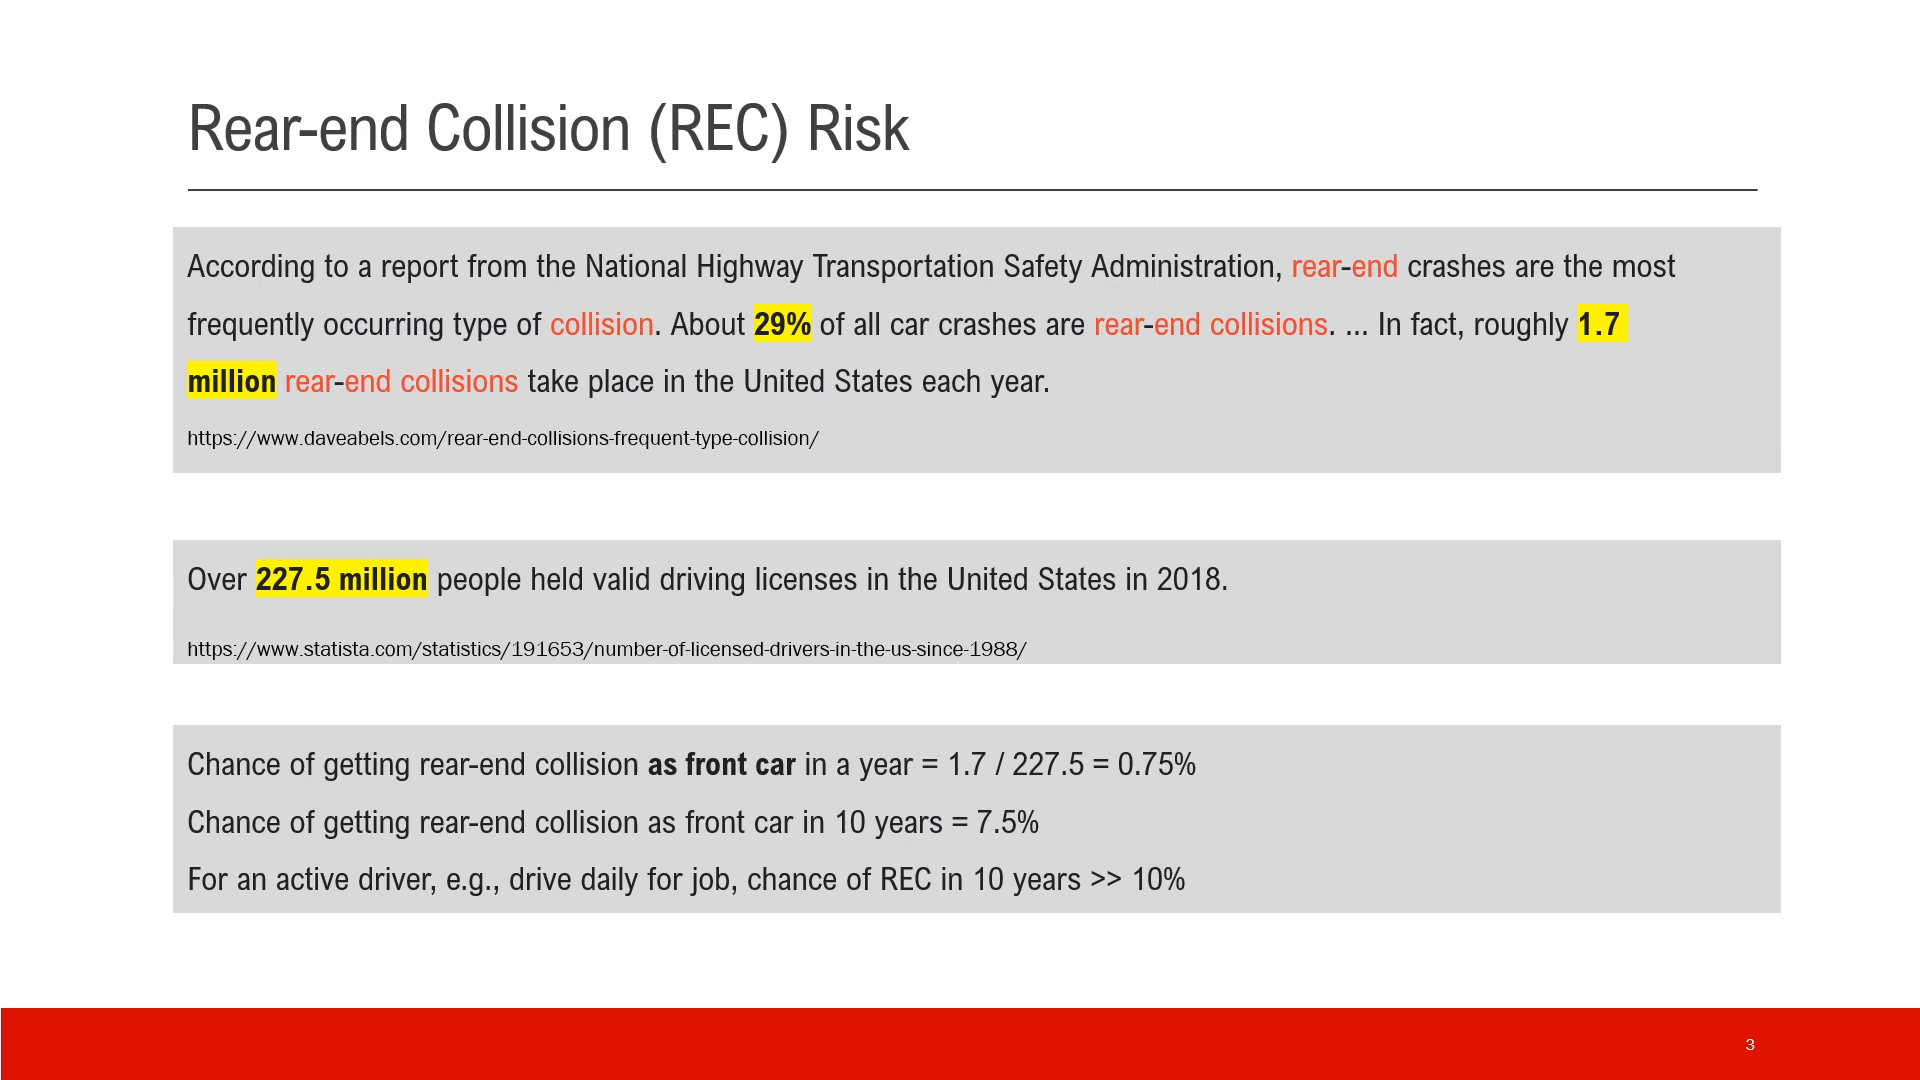 Rear-end Collision (REC) Risk
According to a report from the National Highway Transportation Safety Administration, rear-end crashes are the most
frequently occurring type of collision. About 29% of all car crashes are rear-end collisions. ... In fact, roughly 1.7
million rear-end collisions take place in the United States each year.
https://www.daveabels.com/rear-end-collisions-frequent-type-collision/
Over 227.5 million people held valid driving licenses in the United States in 2018.
https://www.statista.com/statistics/191653/number-of-licensed-drivers-in-the-us-since-1988/
Chance of getting rear-end collision as front car in a year = 1.7 / 227.5 = 0.75%
Chance of getting rear-end collision as front car in 10 years = 7.5%
For an active driver, e.g., drive daily for job, chance of REC in 10 years >> 10%
3